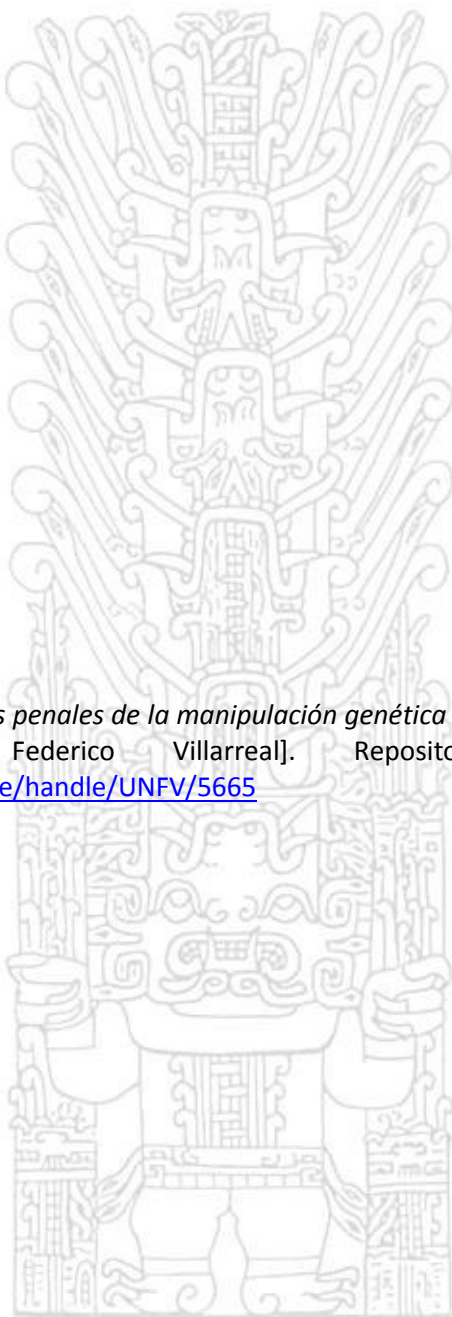 s penales de la manipulación genética
Federico Villarreal]. Reposito
e/handle/UNFV/5665